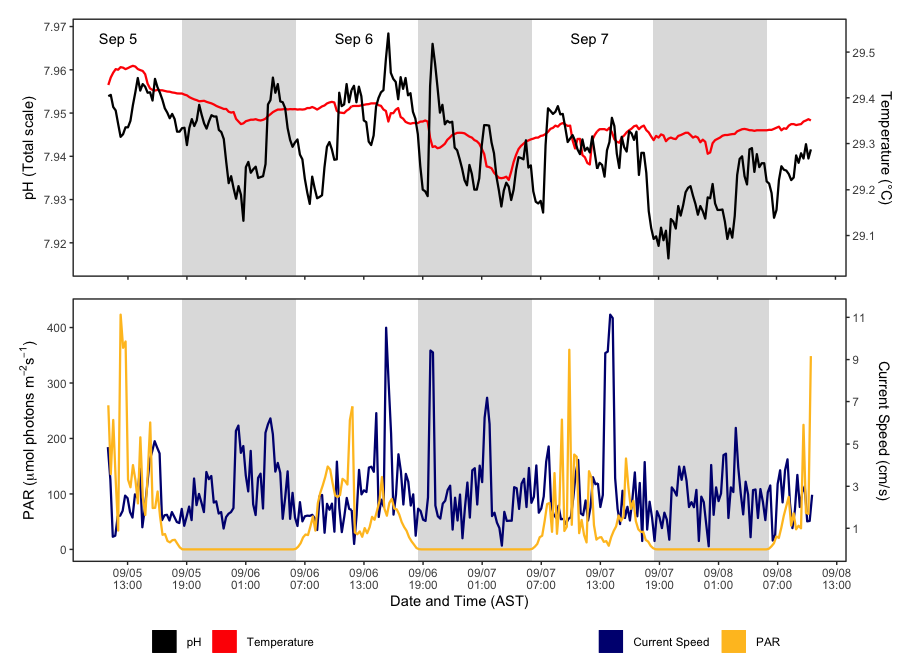 Sep 5
Sep 6
Sep 7
pH (Total scale)
7.97
7.96
7.95
7.94
7.93
7.92
29.5
29.4
29.3
29.2
29.1
Temperature (°C)
PAR (μmol photons m⁻²s⁻¹)
400
300
200
100
0
11
9
7
5
3
1
Current Speed (cm/s)
09/05 09/05 09/06 09/06 09/06 09/06 09/07 09/07 09/07 09/07 09/08 09/08 09/08
13:00 19:00 01:00 07:00 13:00 19:00 01:00 07:00 13:00 19:00 01:00 07:00 13:00
Date and Time (AST)
pH Temperature Current Speed PAR